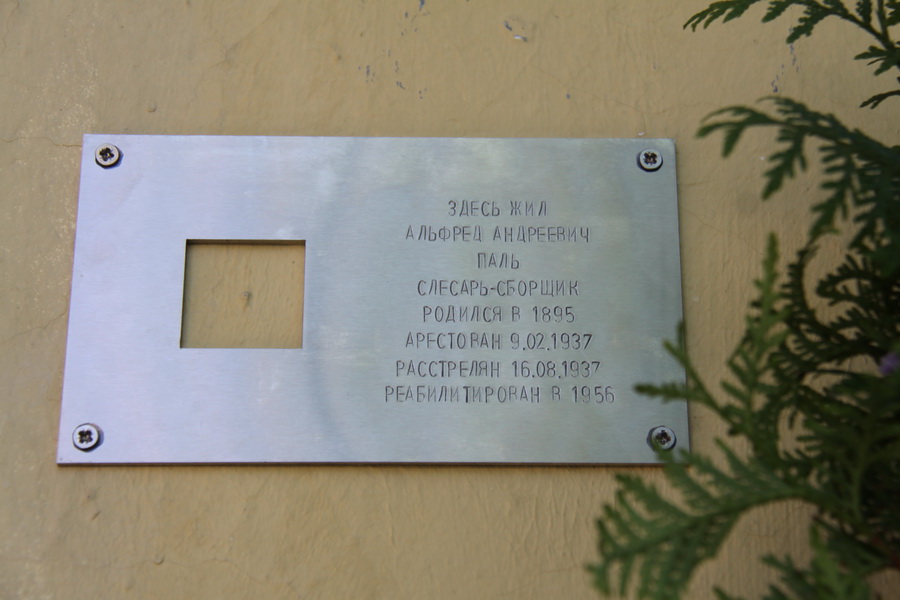 ЗДЕСЬ ЖИЛ
АЛЬФРЕД АНДРЕЕВИЧ
ПАЛЬ
СЛЕСАРЬ-СБОРЩИК
РОДИЛСЯ В 1895
АРЕСТОВАН 9.02.1937
РАССТРЕЛЯН 16.08.1937
РЕАБИЛИТИРОВАН В 1956